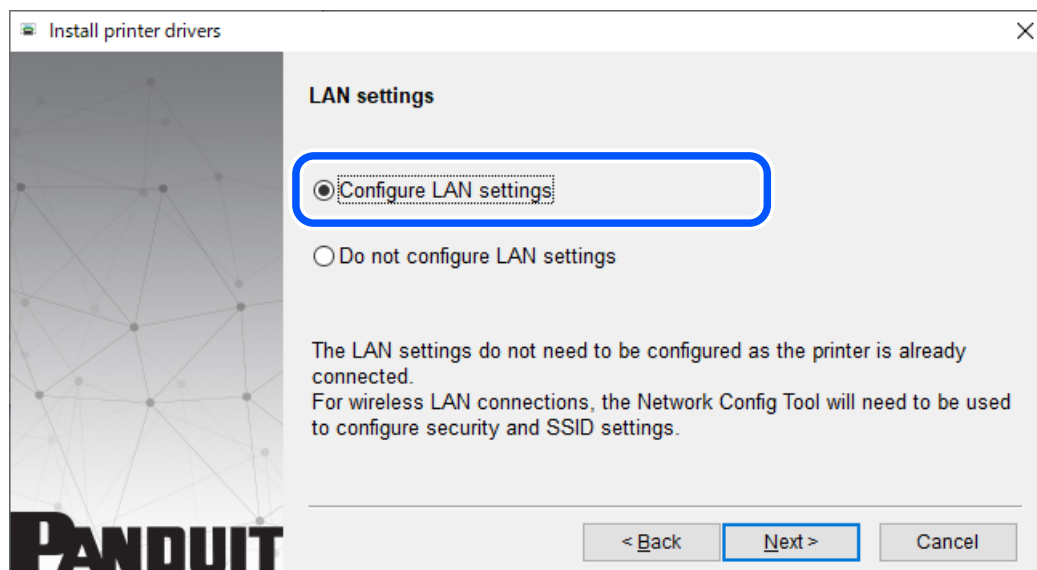 Install printer drivers
LAN settings
Configure LAN settings
Do not configure LAN settings
The LAN settings do not need to be configured as the printer is already
connected.
For wireless LAN connections, the Network Config Tool will need to be used
to configure security and SSID settings.
PANDUIT
< Back
Next >
Cancel